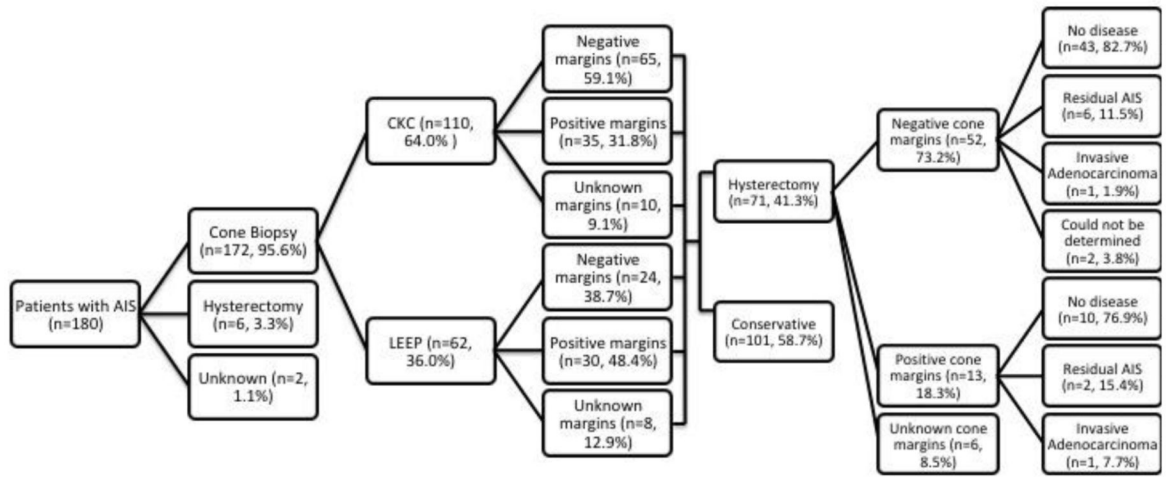 Patients with AIS
(n=180)
Cone Biopsy
(n=172, 95.6%)
Hysterectomy
(n=6, 3.3%)
Unknown (n=2,
1.1%)
CKC (n=110,
64.0% )
LEEP (n=62,
36.0%)
Negative
margins (n=65,
59.1%)
Positive margins
(n=35, 31.8%)
Unknown
margins (n=10,
9.1%)
Negative
margins (n=24,
38.7%)
Positive margins
(n=30, 48.4%)
Unknown
margins (n=8,
12.9%)
Hysterectomy
(n=71, 41.3%)
Conservative
(n=101, 58.7%)
Negative cone
margins (n=52,
73.2%)
Positive cone
margins (n=13,
18.3%)
Unknown cone
margins (n=6,
8.5%)
No disease
(n=43, 82.7%)
Residual AIS
(n=6, 11.5%)
Invasive
Adenocarcinoma
(n=1, 1.9%)
Could not be
determined
(n=2, 3.8%)
No disease
(n=10, 76.9%)
Residual AIS
(n=2, 15.4%)
Invasive
Adenocarcinoma
(n=1, 7.7%)